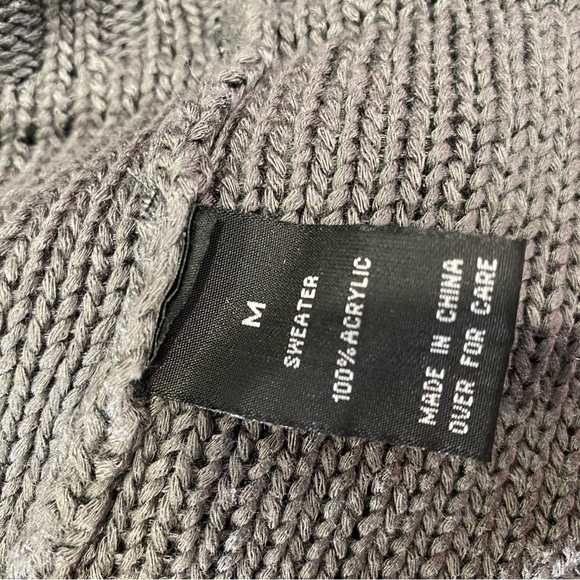 M
SWEATER
100% ACRYLIC
MADE IN CHINA
OVER FOR CARE